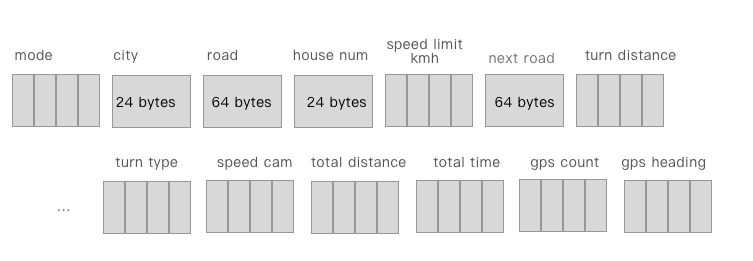 mode
city
road
house num
speed limit
kmh
next road
turn distance
24 bytes
64 bytes
24 bytes
64 bytes
turn type
speed cam
total distance
total time
gps count
gps heading
...